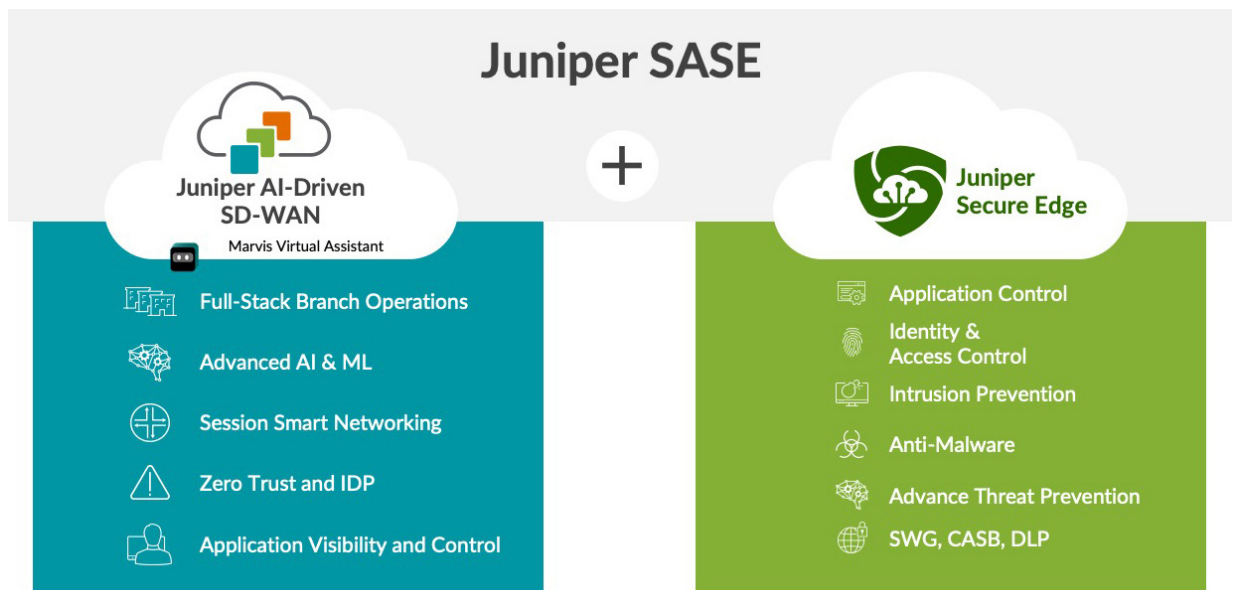 Juniper SASE
Juniper AI-Driven
SD-WAN
Marvis Virtual Assistant
Full-Stack Branch Operations
Advanced AI & ML
Session Smart Networking
Zero Trust and IDP
Application Visibility and Control
+
Juniper
Secure Edge
Application Control
Identity &
Access Control
Intrusion Prevention
Anti-Malware
Advance Threat Prevention
SWG, CASB, DLP